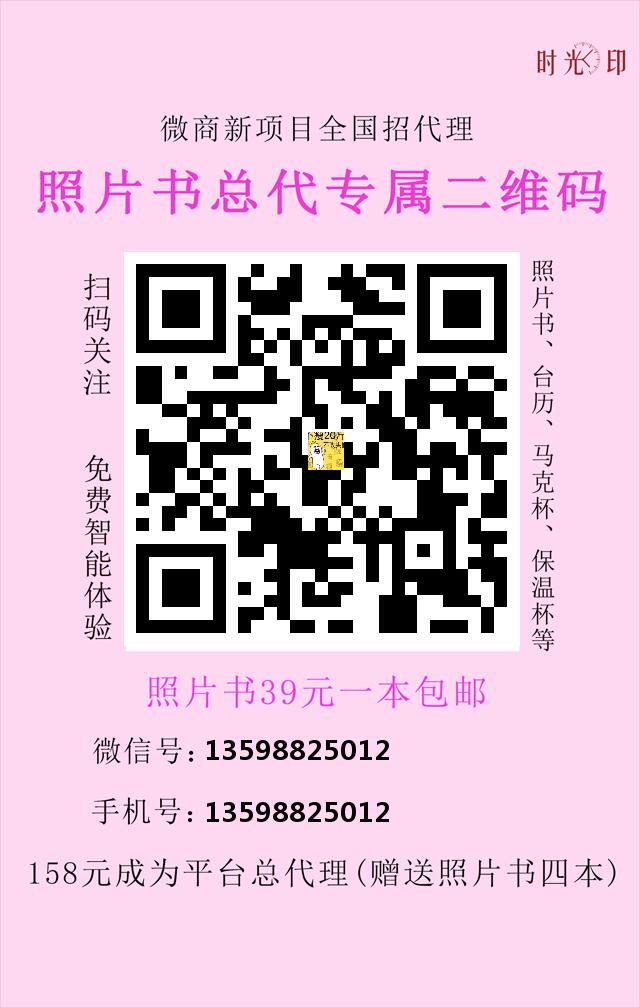 时光印
微商新项目全国招代理
照片书总代专属二维码
扫码关注
免费智能体验
照片书、台历、马克杯、保温杯等
照片书39元一本包邮
微信号:13598825012
手机号:13598825012
158元成为平台总代理(赠送照片书四本)